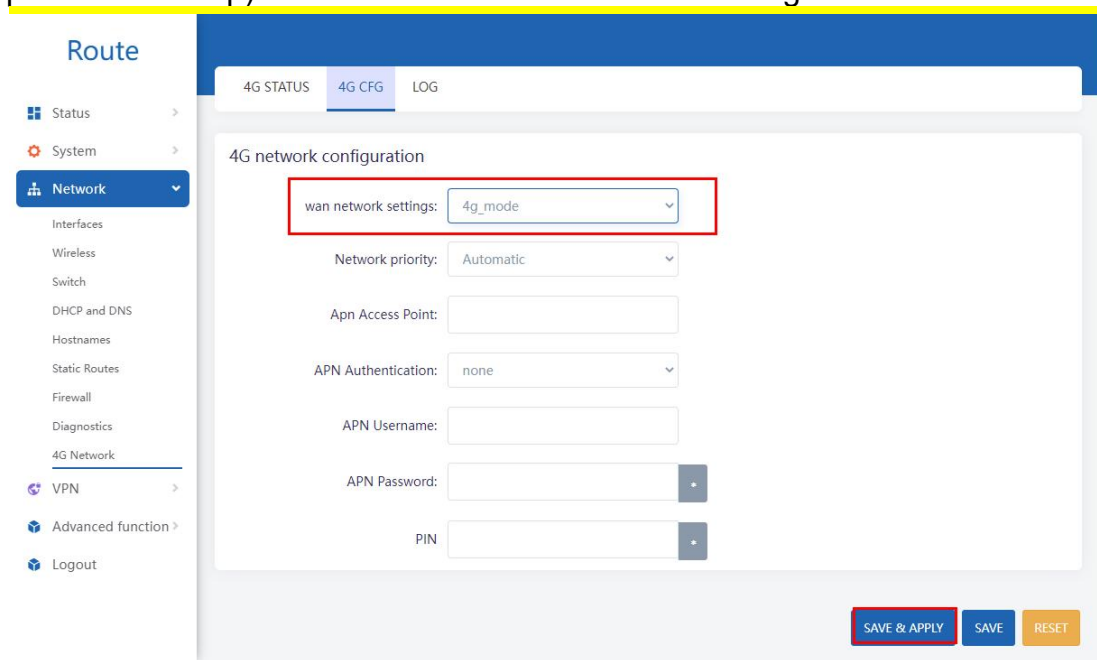 Route
4G STATUS 4G CFG LOG
Status
System
Network
Interfaces
Wireless
Switch
DHCP and DNS
Hostnames
Static Routes
Firewall
Diagnostics
4G Network
VPN
Advanced function
Logout
4G network configuration
wan network settings: 4g_mode
Network priority: Automatic
Apn Access Point:
APN Authentication: none
APN Username:
APN Password: *
PIN *
SAVE & APPLY SAVE RESET